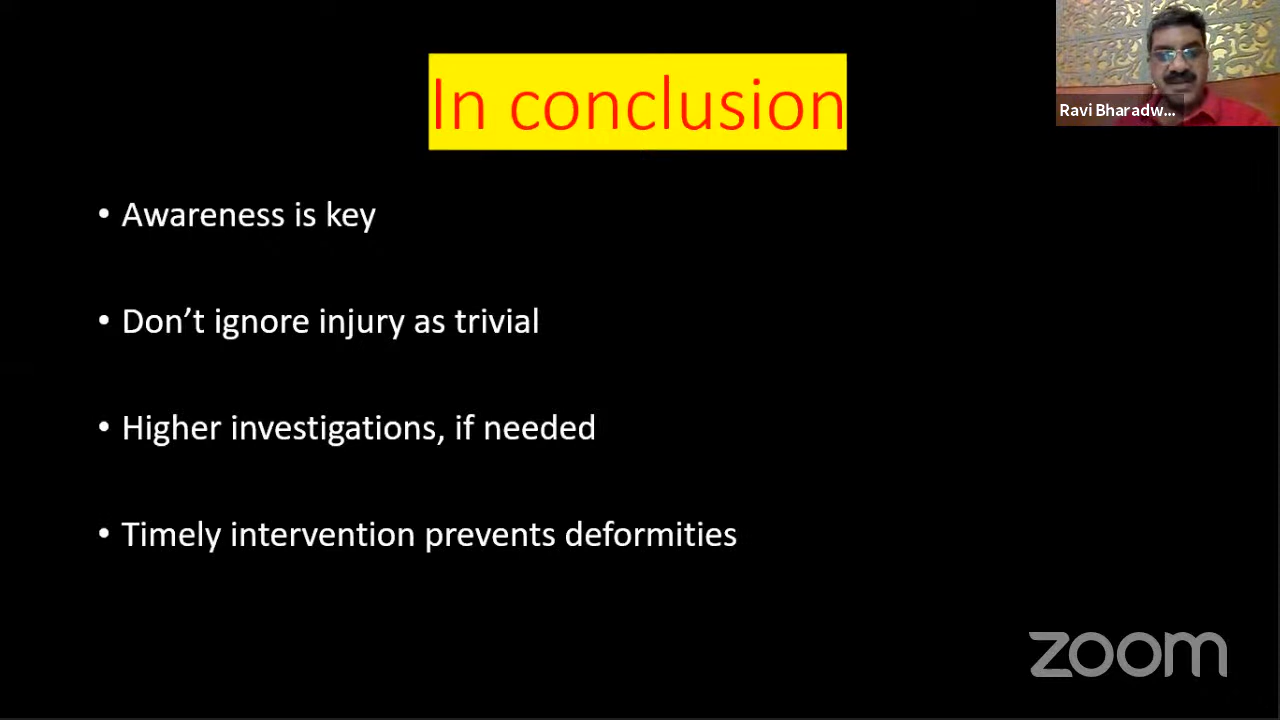 In conclusion
Ravi Bharadw...
• Awareness is key
• Don’t ignore injury as trivial
• Higher investigations, if needed
• Timely intervention prevents deformities
zoom